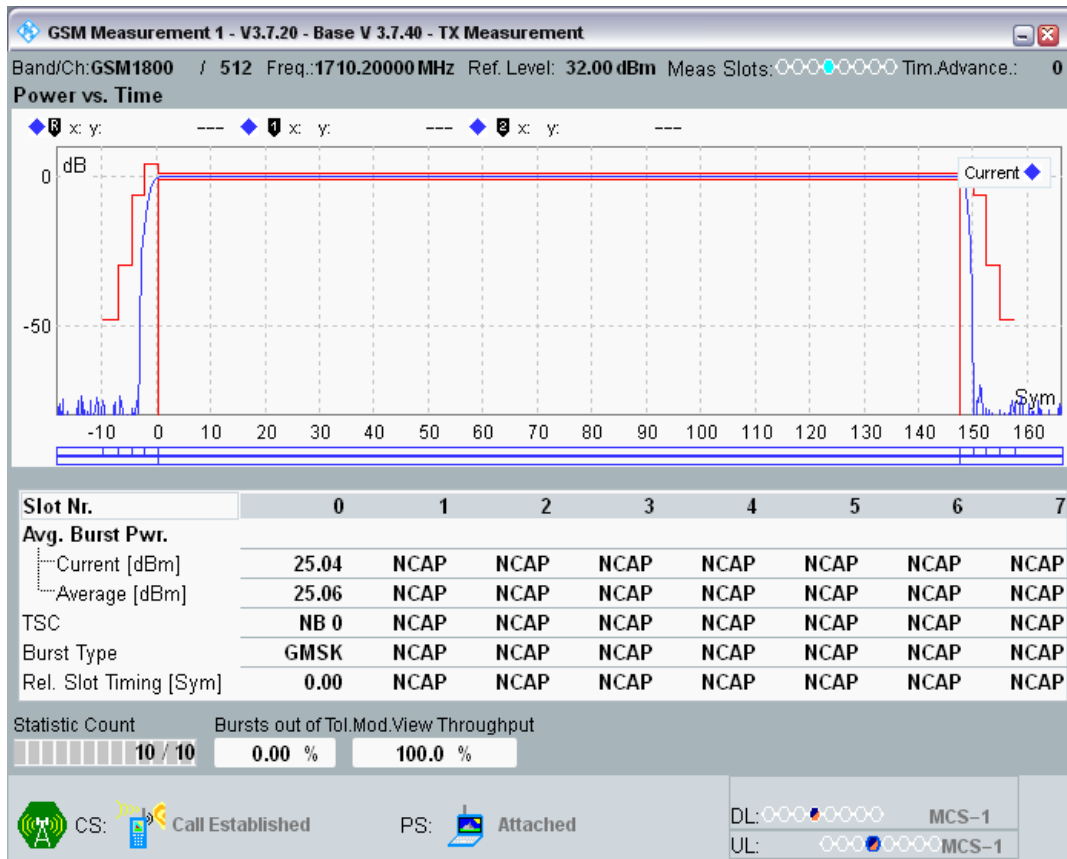 GSM Measurement 1 - V3.7.20 - Base V 3.7.40 - TX Measurement
Band/Ch:GSM1800 / 512 Freq.:1710.20000 MHz Ref. Level: 32.00 dBm Meas Slots: Tim.Advance.: 0
Power vs. Time
R x: y: --- 1 x: y: --- 2 x: y: ---
dB
Current
0
-50
Sym
-10 0 10 20 30 40 50 60 70 80 90 100 110 120 130 140 150 160
Slot Nr. 0 1 2 3 4 5 6 7
Avg. Burst Pwr.
Current [dBm] 25.04 NCAP NCAP NCAP NCAP NCAP NCAP NCAP
Average [dBm] 25.06 NCAP NCAP NCAP NCAP NCAP NCAP NCAP
TSC NB 0 NCAP NCAP NCAP NCAP NCAP NCAP NCAP
Burst Type GMSK NCAP NCAP NCAP NCAP NCAP NCAP NCAP
Rel. Slot Timing [Sym] 0.00 NCAP NCAP NCAP NCAP NCAP NCAP NCAP
Statistic Count Bursts out of Tol.Mod.View Throughput
10 / 10 0.00 % 100.0 %
CS: Call Established PS: Attached
DL: MCS-1
UL: MCS-1